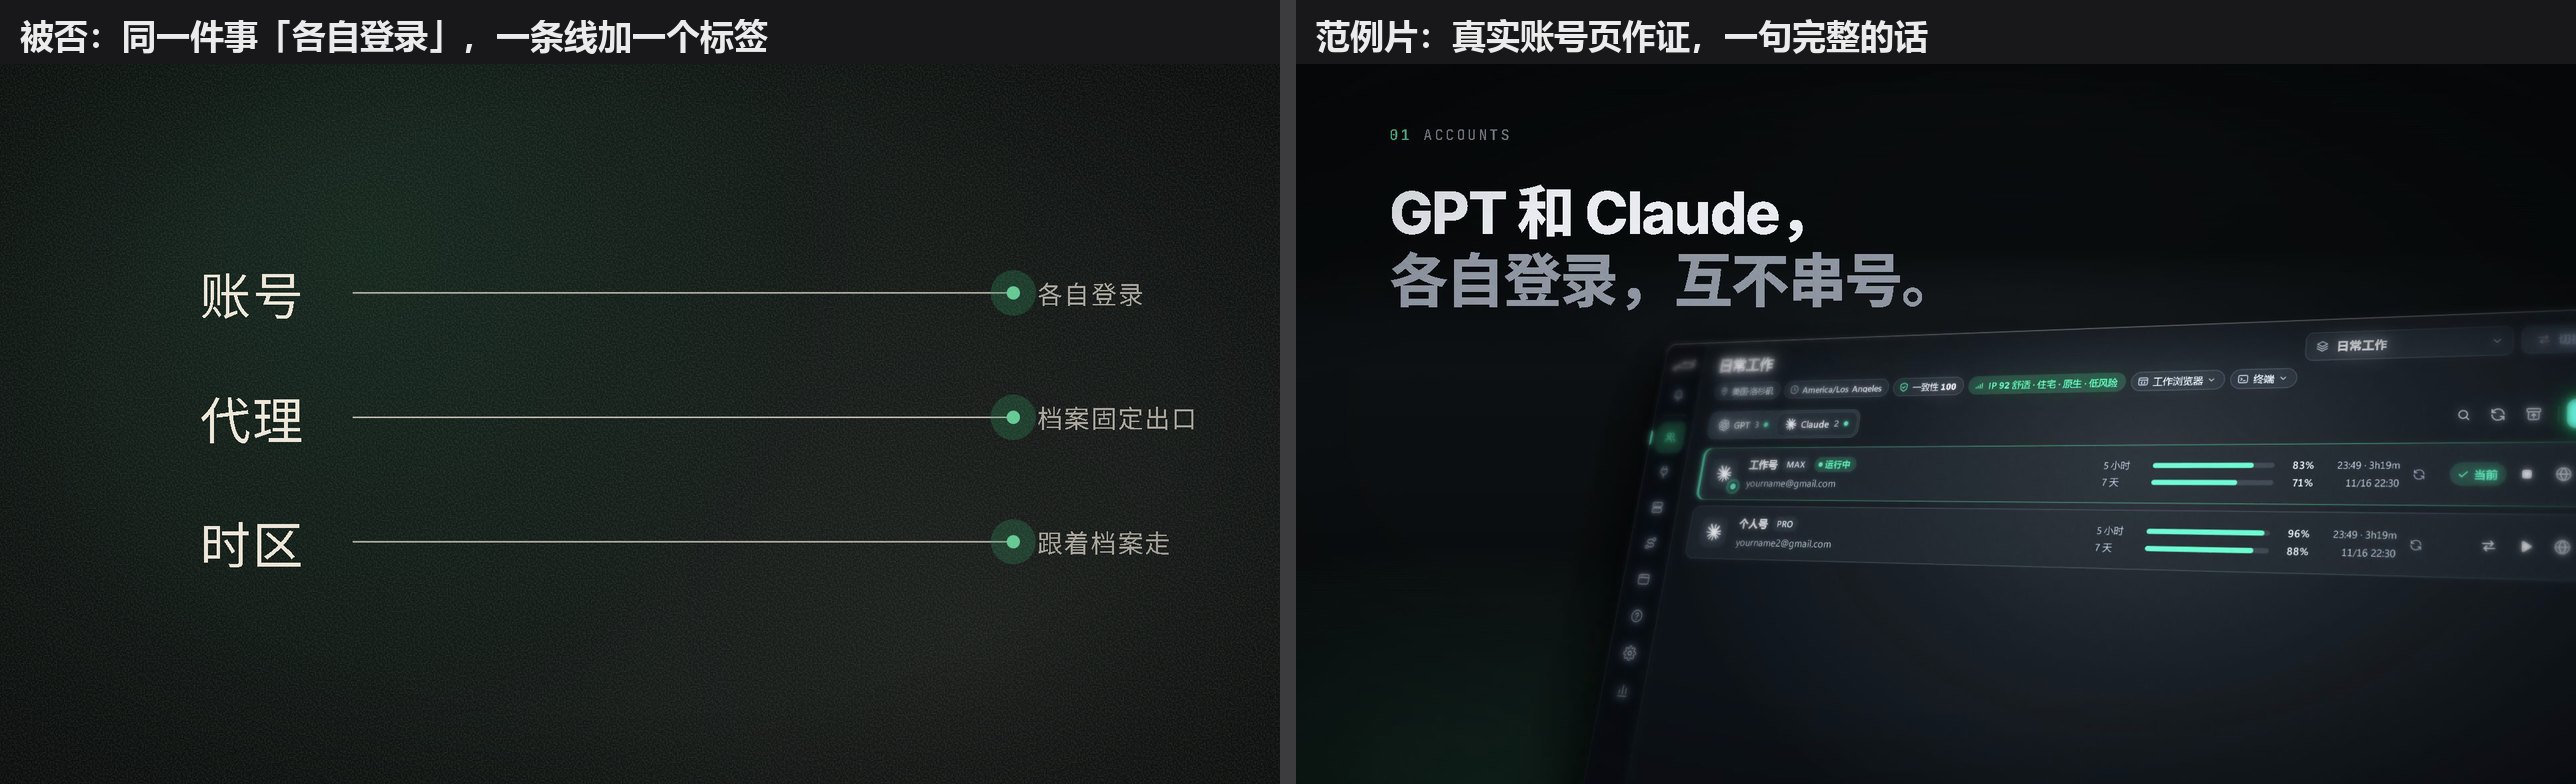 被否：同一件事「各自登录」，一条线加一个标签
账号
各自登录
代理
档案固定出口
时区
跟着档案走
范例片：真实账号页作证，一句完整的话
01 ACCOUNTS
GPT 和 Claude，
各自登录，互不串号。
日常工作
日常工作
美国·洛杉矶 America/Los Angeles 一致性 100 IP 92 舒适·住宅·原生·低风险 工作浏览器 终端
GPT 3 Claude 2
工作号 MAX 运行中
yourname@gmail.com
5 小时 83% 23:49 · 3h19m
7 天 71% 11/16 22:30
当前
个人号 PRO
yourname2@gmail.com
5 小时 96% 23:49 · 3h19m
7 天 88% 11/16 22:30